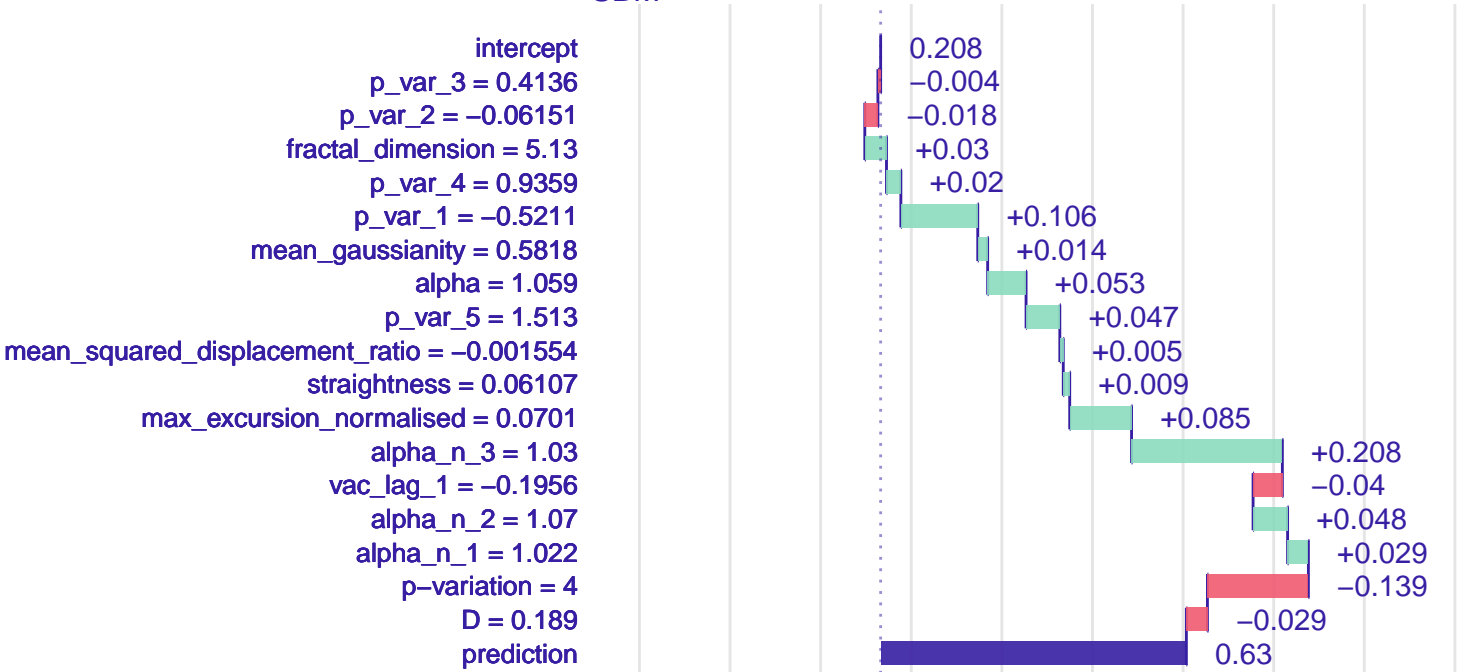 intercept 0.208
p_var_3 = 0.4136 −0.004
p_var_2 = −0.06151 −0.018
fractal_dimension = 5.13 +0.03
p_var_4 = 0.9359 +0.02
p_var_1 = −0.5211 +0.106
mean_gaussianity = 0.5818 +0.014
alpha = 1.059 +0.053
p_var_5 = 1.513 +0.047
mean_squared_displacement_ratio = −0.001554 +0.005
straightness = 0.06107 +0.009
max_excursion_normalised = 0.0701 +0.085
alpha_n_3 = 1.03 +0.208
vac_lag_1 = −0.1956 −0.04
alpha_n_2 = 1.07 +0.048
alpha_n_1 = 1.022 +0.029
p−variation = 4 −0.139
D = 0.189 −0.029
prediction 0.63